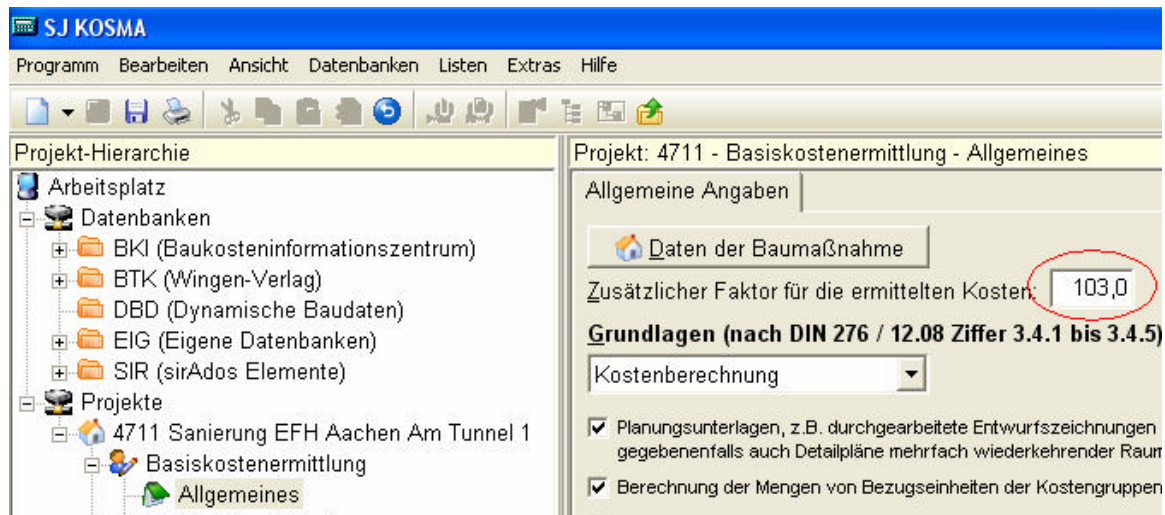 SJ KOSMA
Programm Bearbeiten Ansicht Datenbanken Listen Extras Hilfe
Projekt-Hierarchie
Arbeitsplatz
Datenbanken
BKI (Baukosteninformationszentrum)
BTK (Wingen-Verlag)
DBD (Dynamische Baudaten)
EIG (Eigene Datenbanken)
SIR (sirAdos Elemente)
Projekte
4711 Sanierung EFH Aachen Am Tunnel 1
Basiskostenermittlung
Allgemeines
Projekt: 4711 - Basiskostenermittlung - Allgemeines
Allgemeine Angaben
Daten der Baumaßnahme
Zusätzlicher Faktor für die ermittelten Kosten: 103,0
Grundlagen (nach DIN 276 / 12.08 Ziffer 3.4.1 bis 3.4.5)
Kostenberechnung
Planungsunterlagen, z.B. durchgearbeitete Entwurfszeichnungen
gegebenenfalls auch Detailpläne mehrfach wiederkehrender Raum
Berechnung der Mengen von Bezugseinheiten der Kostengruppen